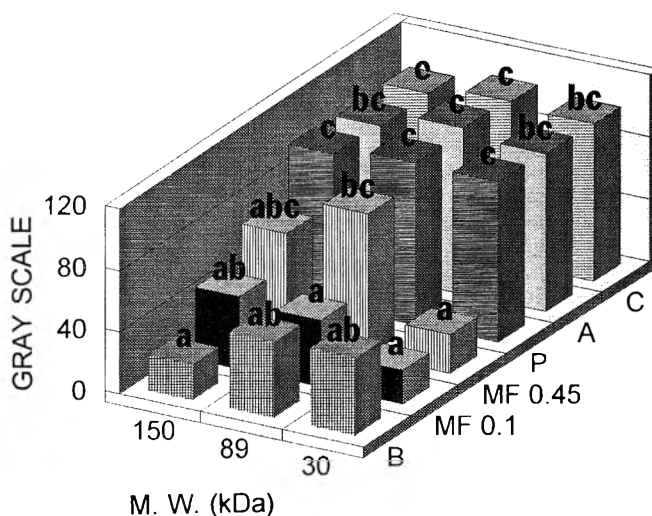 c c
bc c bc
c c bc
c
abc bc
ab a a
a ab ab a
120
80
40
0
GRAY SCALE
150 89 30
B
MF 0.1
MF 0.45
P
A
C
M. W. (kDa)